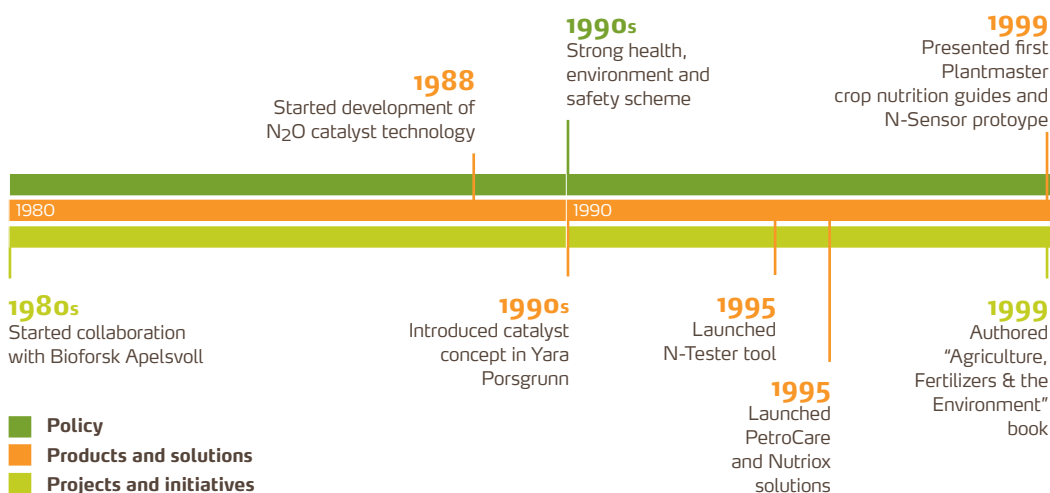 1988
Started development of
N2O catalyst technology
1990s
Strong health,
environment and
safety scheme
1999
Presented first
Plantmaster
crop nutrition guides and
N-Sensor protoype
1980
1990
1980s
Started collaboration
with Bioforsk Apelsvoll
1990s
Introduced catalyst
concept in Yara
Porsgrunn
1995
Launched
N-Tester tool
1995
Launched
PetroCare
and Nutriox
solutions
1999
Authored
“Agriculture,
Fertilizers & the
Environment”
book
Policy
Products and solutions
Projects and initiatives